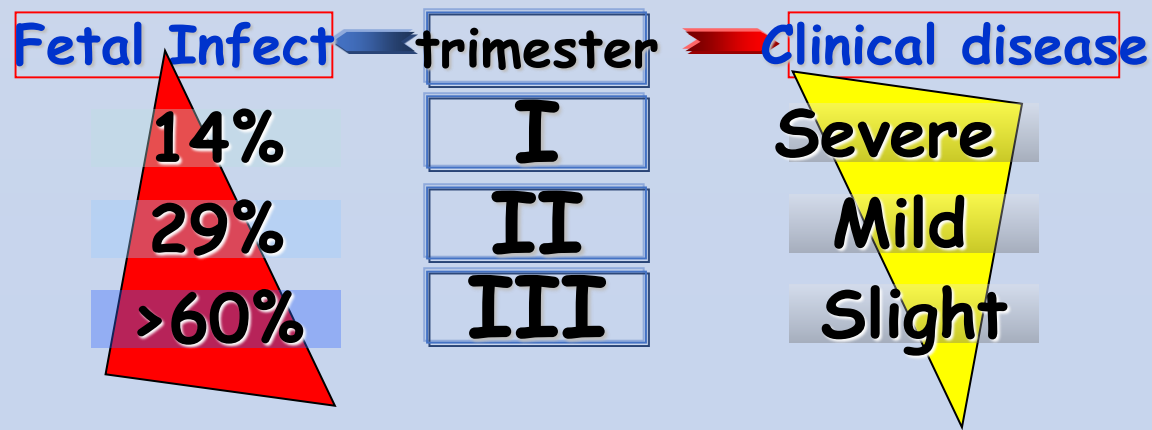 Fetal Infect trimester Clinical disease
14% I Severe
29% II Mild
>60% III Slight